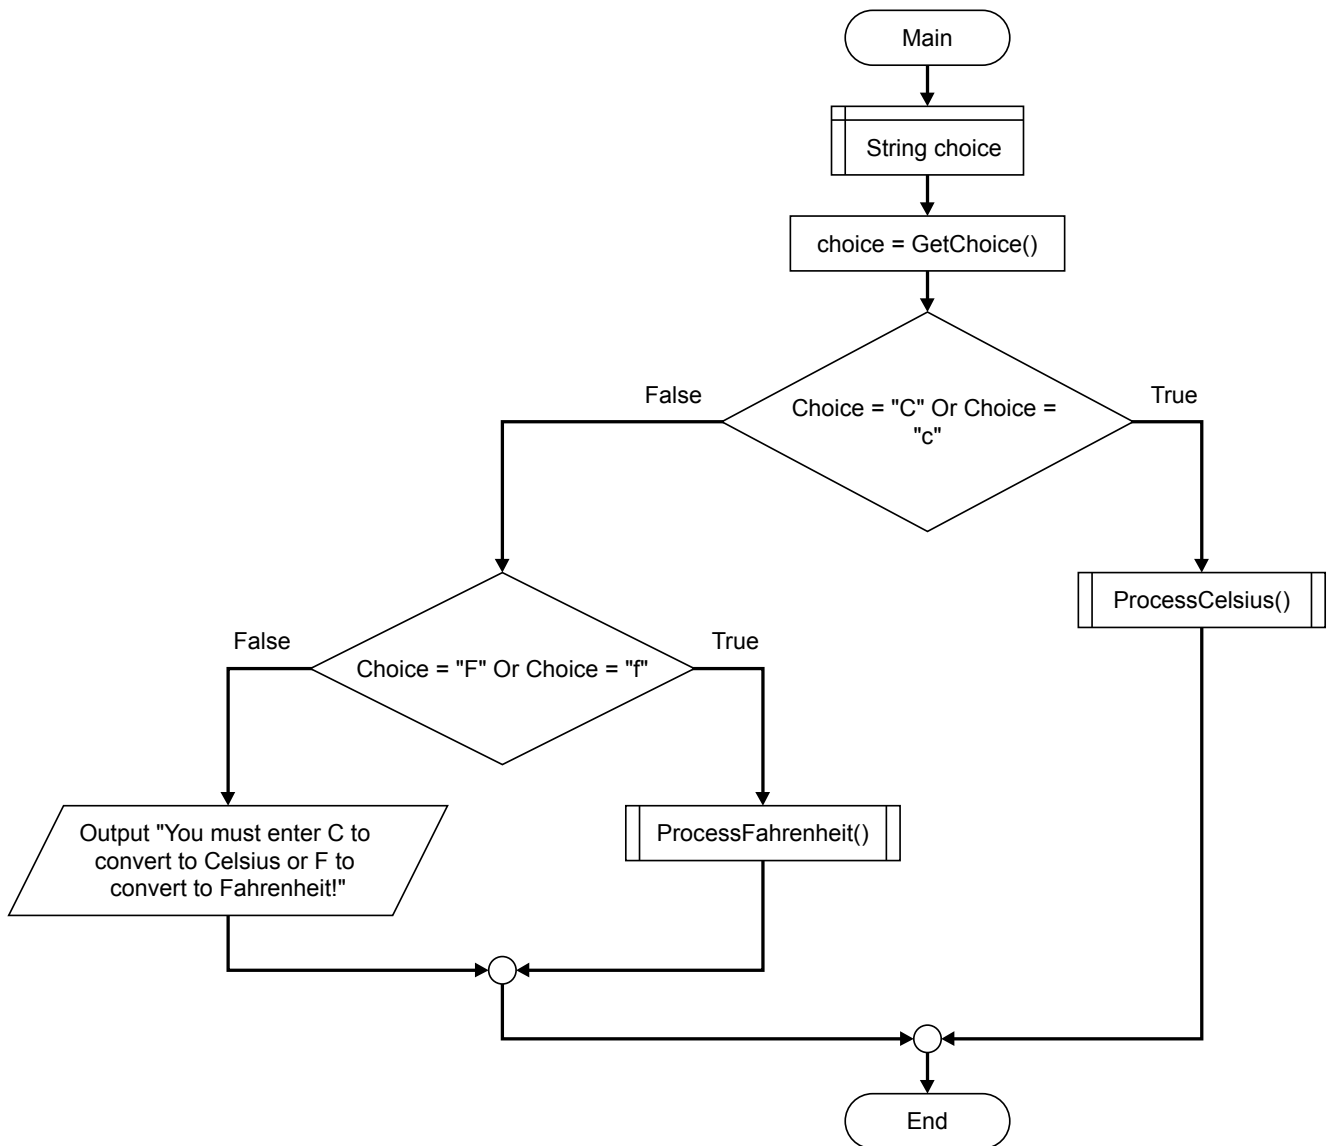 Main
String choice
choice = GetChoice()
False
True
Choice = "C" Or Choice =
"c"
ProcessCelsius()
False
True
Choice = "F" Or Choice = "f"
Output "You must enter C to
convert to Celsius or F to
convert to Fahrenheit!"
ProcessFahrenheit()
End